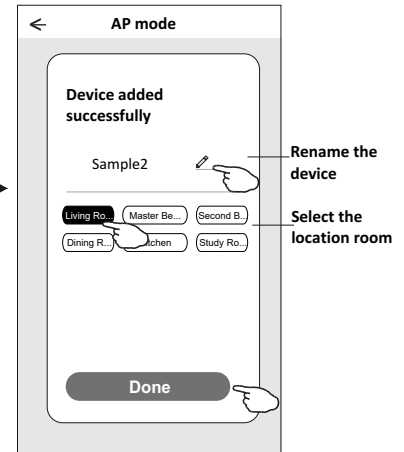 AP mode
Device added
successfully
Sample2
Rename the
device
Living Ro...
Master Be...
Second B...
Select the
location room
Dining R...
Study Ro...
Done